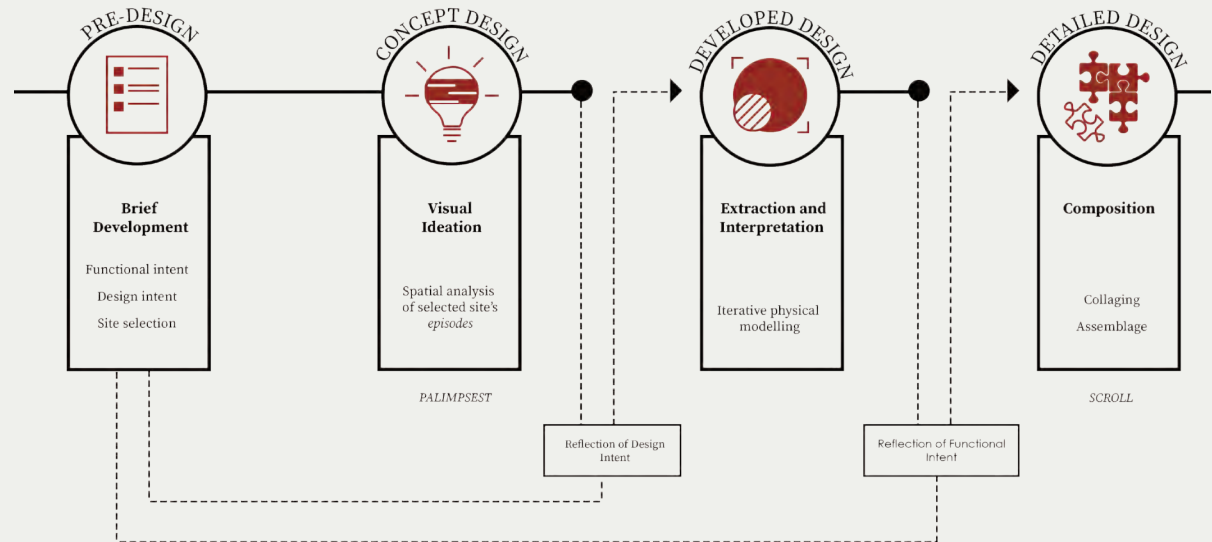 PRE-DESIGN
Brief
Development
Functional intent
Design intent
Site selection
CONCEPT DESIGN
Visual
Ideation
Spatial analysis
of selected site's
episodes
PALIMPSEST
Reflection of Design
Intent
DEVELOPED DESIGN
Extraction and
Interpretation
Iterative physical
modelling
Reflection of Functional
Intent
DETAILED DESIGN
Composition
Collaging
Assemblage
SCROLL